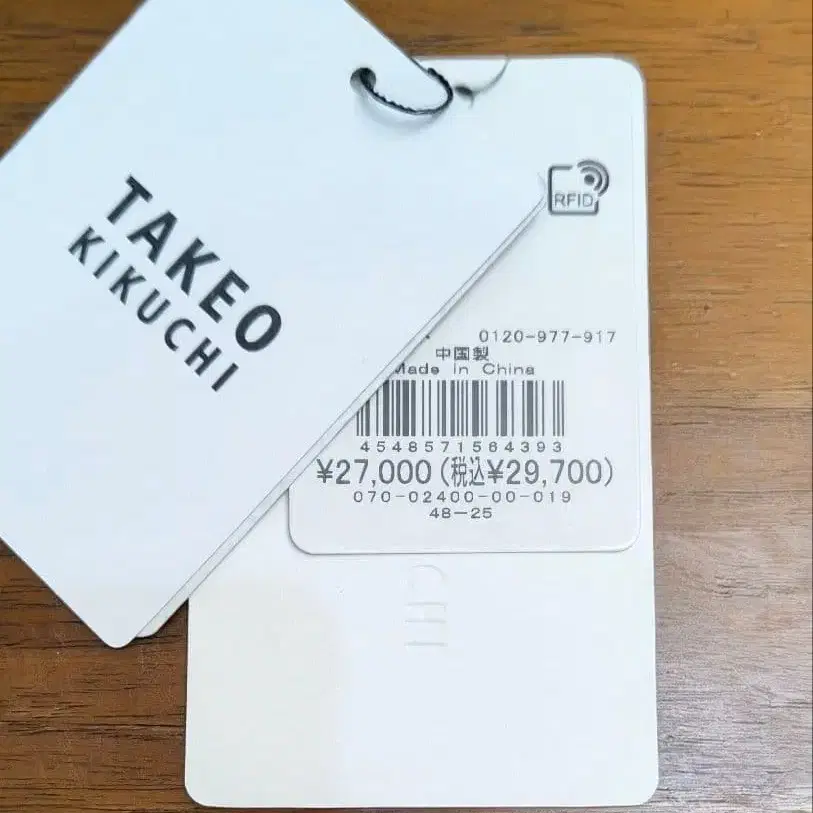 TAKEO
KIKUCHI
RFID
0120-977-917
中国製
Made in China
4548571564393
¥27,000(税込¥29,700)
070-02400-00-019
48-25
CHI